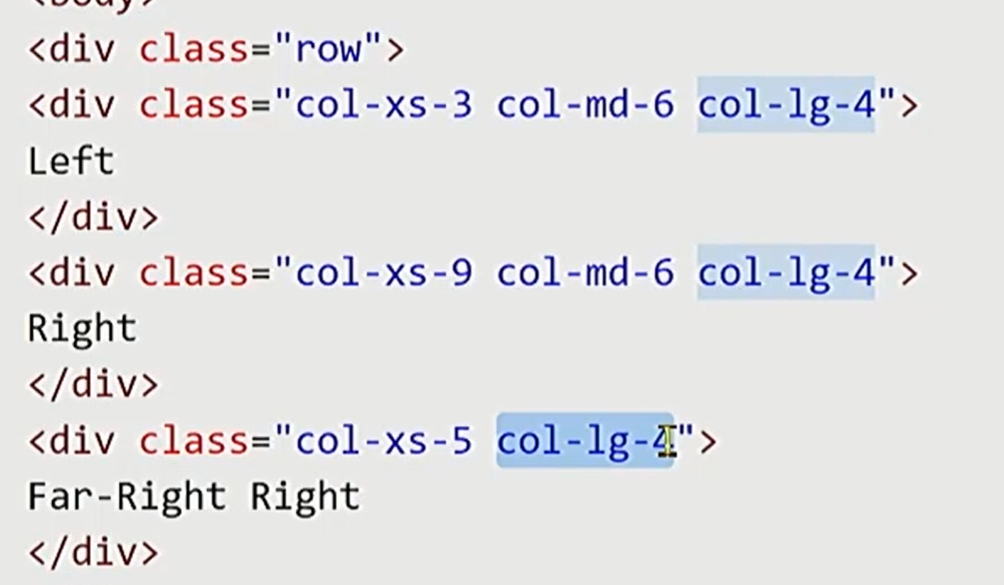 <body>
<div class="row">
<div class="col-xs-3 col-md-6 col-lg-4">
Left
</div>
<div class="col-xs-9 col-md-6 col-lg-4">
Right
</div>
<div class="col-xs-5 col-lg-4">
Far-Right Right
</div>